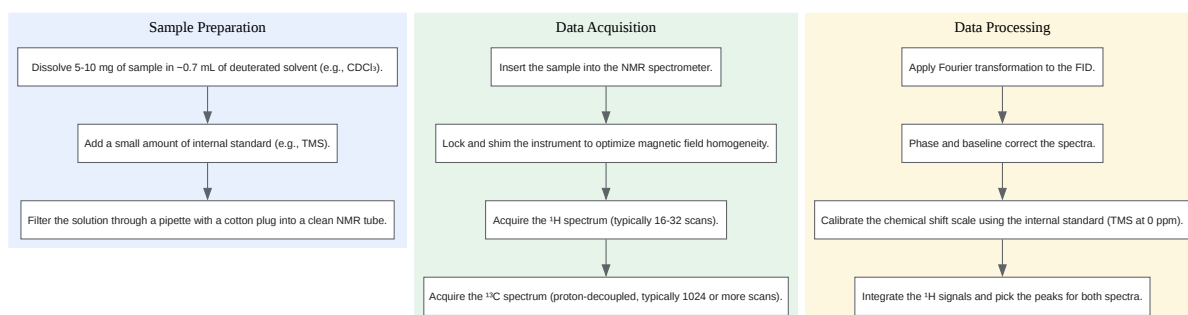 Sample Preparation
Dissolve 5-10 mg of sample in ~0.7 mL of deuterated solvent (e.g., CDCl₃).
Add a small amount of internal standard (e.g., TMS).
Filter the solution through a pipette with a cotton plug into a clean NMR tube.
Data Acquisition
Insert the sample into the NMR spectrometer.
Lock and shim the instrument to optimize magnetic field homogeneity.
Acquire the ¹H spectrum (typically 16-32 scans).
Acquire the ¹³C spectrum (proton-decoupled, typically 1024 or more scans).
Data Processing
Apply Fourier transformation to the FID.
Phase and baseline correct the spectra.
Calibrate the chemical shift scale using the internal standard (TMS at 0 ppm).
Integrate the ¹H signals and pick the peaks for both spectra.